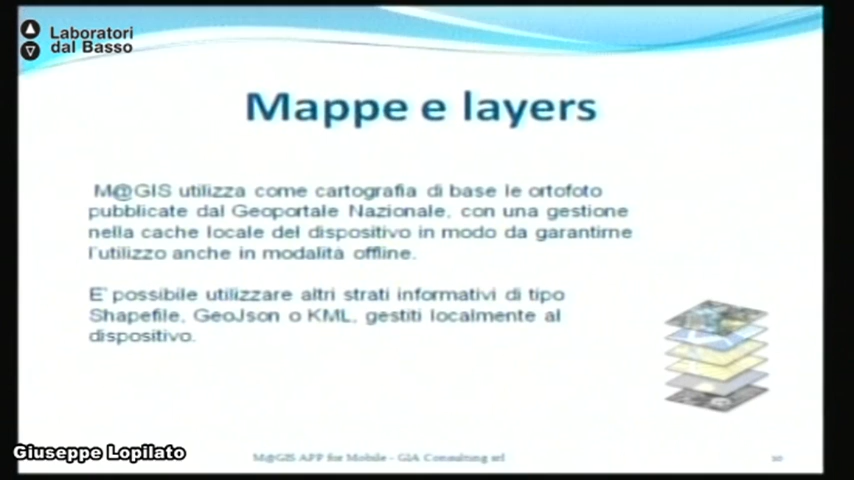 Laboratori
dal Basso
Mappe e layers
M@GIS utilizza come cartografia di base le ortofoto
pubblicate dal Geoportale Nazionale, con una gestione
nella cache locale del dispositivo in modo da garantirne
l'utilizzo anche in modalità offline.
E' possibile utilizzare altri strati informativi di tipo
Shapefile, GeoJson o KML, gestiti localmente al
dispositivo.
Giuseppe Lopilato
M@GIS APP for Mobile - GIA Consulting srl
10